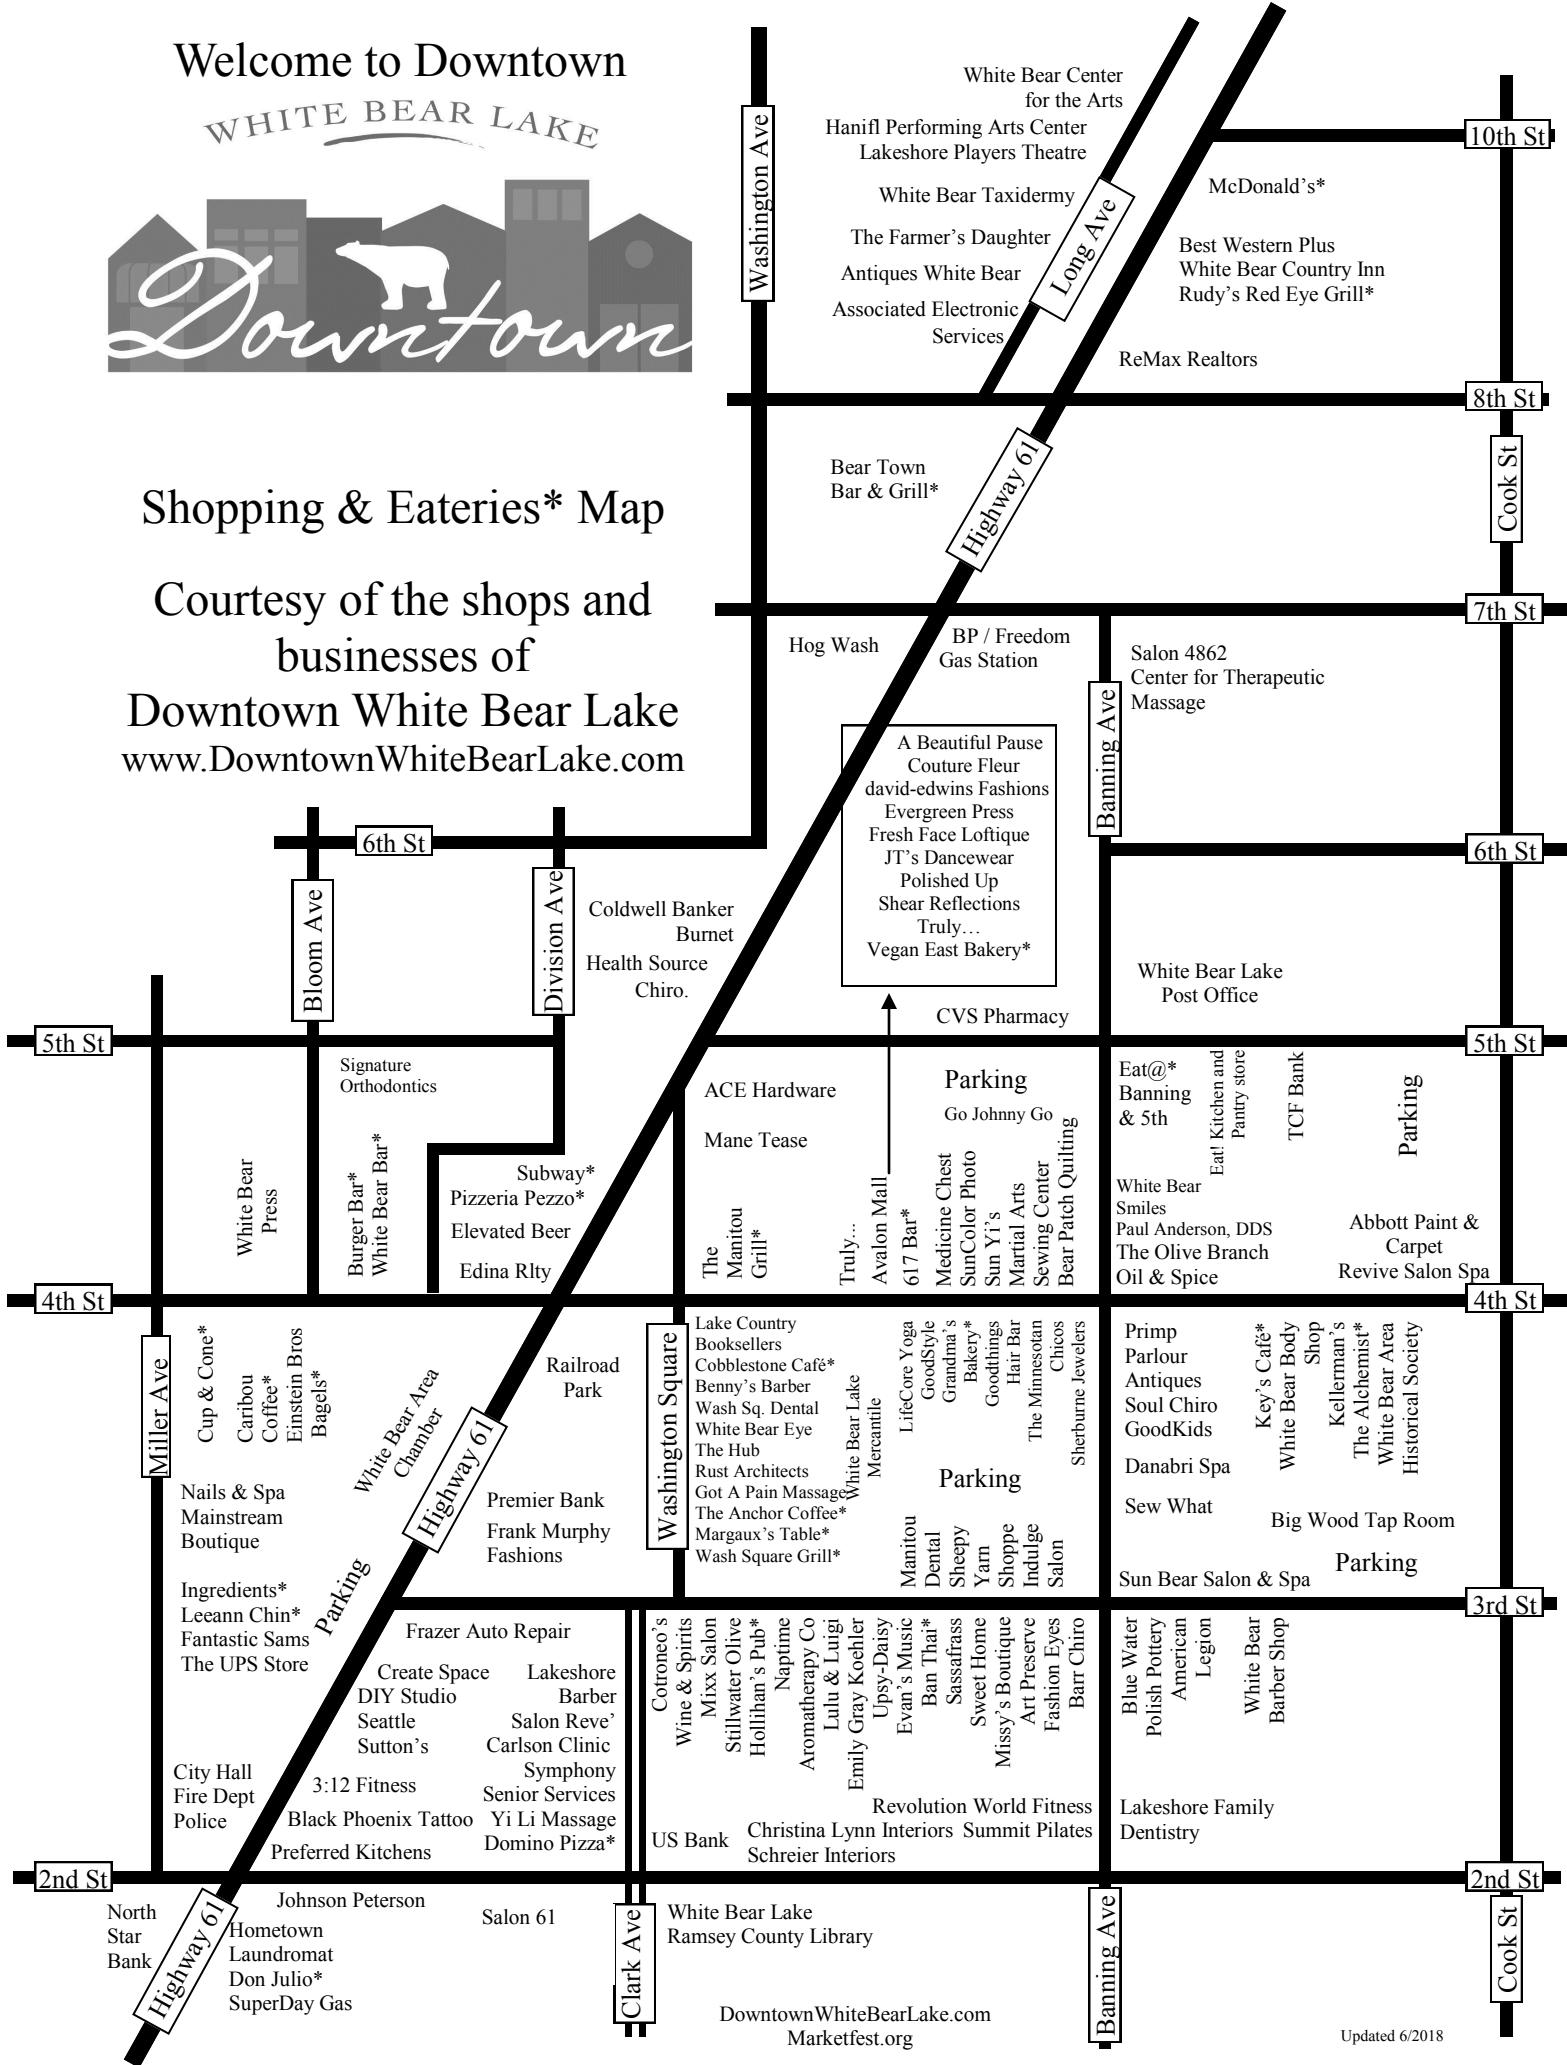 Welcome to Downtown
WHITE BEAR LAKE
Downtown
Shopping & Eateries* Map
Courtesy of the shops and
businesses of
Downtown White Bear Lake
www.DowntownWhiteBearLake.com
Washington Ave
White Bear Center
for the Arts
Hanifl Performing Arts Center
Lakeshore Players Theatre
White Bear Taxidermy
The Farmer's Daughter
Antiques White Bear
Associated Electronic
Services
Long Ave
10th St
McDonald's*
Best Western Plus
White Bear Country Inn
Rudy's Red Eye Grill*
ReMax Realtors
8th St
Bear Town
Bar & Grill*
Highway 61
Cook St
7th St
Hog Wash
BP / Freedom
Gas Station
Banning Ave
Salon 4862
Center for Therapeutic
Massage
A Beautiful Pause
Couture Fleur
david-edwins Fashions
Evergreen Press
Fresh Face Loftique
JT's Dancewear
Polished Up
Shear Reflections
Truly…
Vegan East Bakery*
6th St
6th St
Bloom Ave
Division Ave
Coldwell Banker
Burnet
Health Source
Chiro.
CVS Pharmacy
White Bear Lake
Post Office
5th St
5th St
Signature
Orthodontics
White Bear
Press
Burger Bar*
White Bear Bar*
Subway*
Pizzeria Pezzo*
Elevated Beer
Edina Rlty
ACE Hardware
Mane Tease
The
Manitou
Grill*
Parking
Go Johnny Go
Truly...
Avalon Mall
617 Bar*
Medicine Chest
SunColor Photo
Sun Yi's
Martial Arts
Sewing Center
Bear Patch Quilting
Eat@*
Banning
& 5th
Eat! Kitchen and
Pantry store
TCF Bank
Parking
White Bear
Smiles
Paul Anderson, DDS
The Olive Branch
Oil & Spice
Abbott Paint &
Carpet
Revive Salon Spa
4th St
4th St
Miller Ave
Cup & Cone*
Caribou
Coffee*
Einstein Bros
Bagels*
White Bear Area
Chamber
Highway 61
Railroad
Park
Washington Square
Lake Country
Booksellers
Cobblestone Café*
Benny's Barber
Wash Sq. Dental
White Bear Eye
The Hub
Rust Architects
Got A Pain Massage
The Anchor Coffee*
Margaux's Table*
Wash Square Grill*
White Bear Lake
Mercantile
LifeCore Yoga
GoodStyle
Grandma's
Bakery*
Goodthings
Hair Bar
The Minnesotan
Chicos
Sherburne Jewelers
Parking
Manitou
Dental
Sheepy
Yarn
Shoppe
Indulge
Salon
Primp
Parlour
Antiques
Soul Chiro
GoodKids
Danabri Spa
Sew What
Key's Café*
White Bear Body
Shop
Kellerman's
The Alchemist*
White Bear Area
Historical Society
Big Wood Tap Room
Parking
Sun Bear Salon & Spa
Nails & Spa
Mainstream
Boutique
Ingredients*
Leeann Chin*
Fantastic Sams
The UPS Store
Parking
Premier Bank
Frank Murphy
Fashions
3rd St
Frazer Auto Repair
Create Space
DIY Studio
Seattle
Sutton's
3:12 Fitness
Black Phoenix Tattoo
Preferred Kitchens
Lakeshore
Barber
Salon Reve'
Carlson Clinic
Symphony
Senior Services
Yi Li Massage
Domino Pizza*
City Hall
Fire Dept
Police
Cotroneo's
Wine & Spirits
Mixx Salon
Stillwater Olive
Hollihan's Pub*
Naptime
Aromatherapy Co
Lulu & Luigi
Emily Gray Koehler
Upsy-Daisy
Evan's Music
Ban Thai*
Sassafrass
Sweet Home
Missy's Boutique
Art Preserve
Fashion Eyes
Barr Chiro
Blue Water
Polish Pottery
American
Legion
White Bear
Barber Shop
Revolution World Fitness
US Bank
Christina Lynn Interiors Summit Pilates
Schreier Interiors
Lakeshore Family
Dentistry
2nd St
2nd St
North
Star
Bank
Highway 61
Johnson Peterson
Hometown
Laundromat
Don Julio*
SuperDay Gas
Salon 61
Clark Ave
White Bear Lake
Ramsey County Library
Banning Ave
Cook St
DowntownWhiteBearLake.com
Marketfest.org
Updated 6/2018